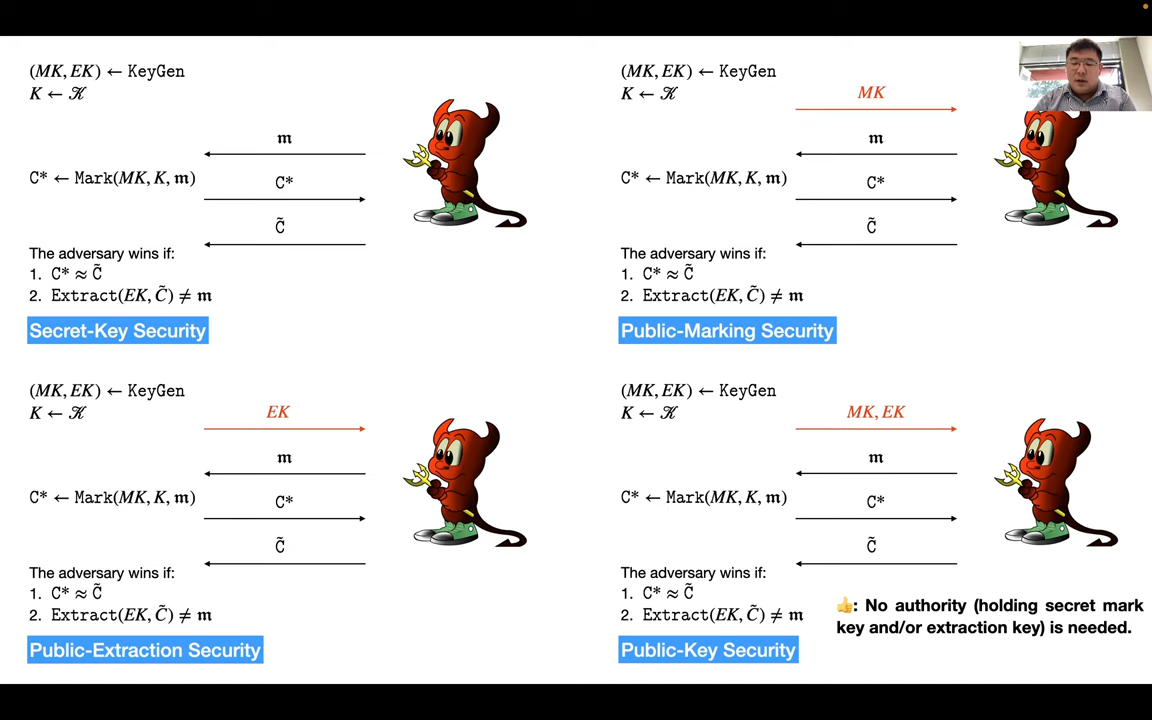 (MK, EK) ← KeyGen
K ← 𝒦
𝔪
C* ← Mark(MK, K, 𝔪)
C*
C̃
The adversary wins if:
1. C* ≈ C̃
2. Extract(EK, C̃) ≠ 𝔪
Secret-Key Security
(MK, EK) ← KeyGen
K ← 𝒦
MK
𝔪
C* ← Mark(MK, K, 𝔪)
C*
C̃
The adversary wins if:
1. C* ≈ C̃
2. Extract(EK, C̃) ≠ 𝔪
Public-Marking Security
(MK, EK) ← KeyGen
K ← 𝒦
EK
𝔪
C* ← Mark(MK, K, 𝔪)
C*
C̃
The adversary wins if:
1. C* ≈ C̃
2. Extract(EK, C̃) ≠ 𝔪
Public-Extraction Security
(MK, EK) ← KeyGen
K ← 𝒦
MK, EK
𝔪
C* ← Mark(MK, K, 𝔪)
C*
C̃
The adversary wins if:
1. C* ≈ C̃
2. Extract(EK, C̃) ≠ 𝔪
Public-Key Security
👍: No authority (holding secret mark
key and/or extraction key) is needed.